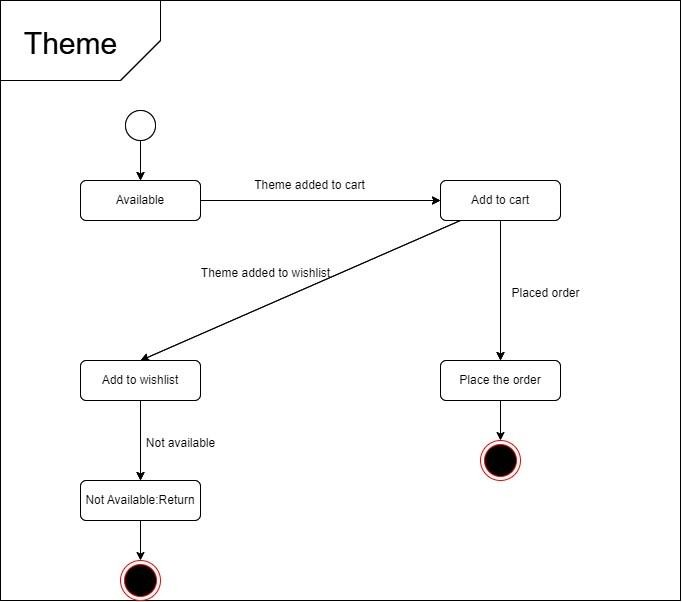 Theme
Available
Theme added to cart
Add to cart
Theme added to wishlist
Placed order
Add to wishlist
Place the order
Not available
Not Available:Return